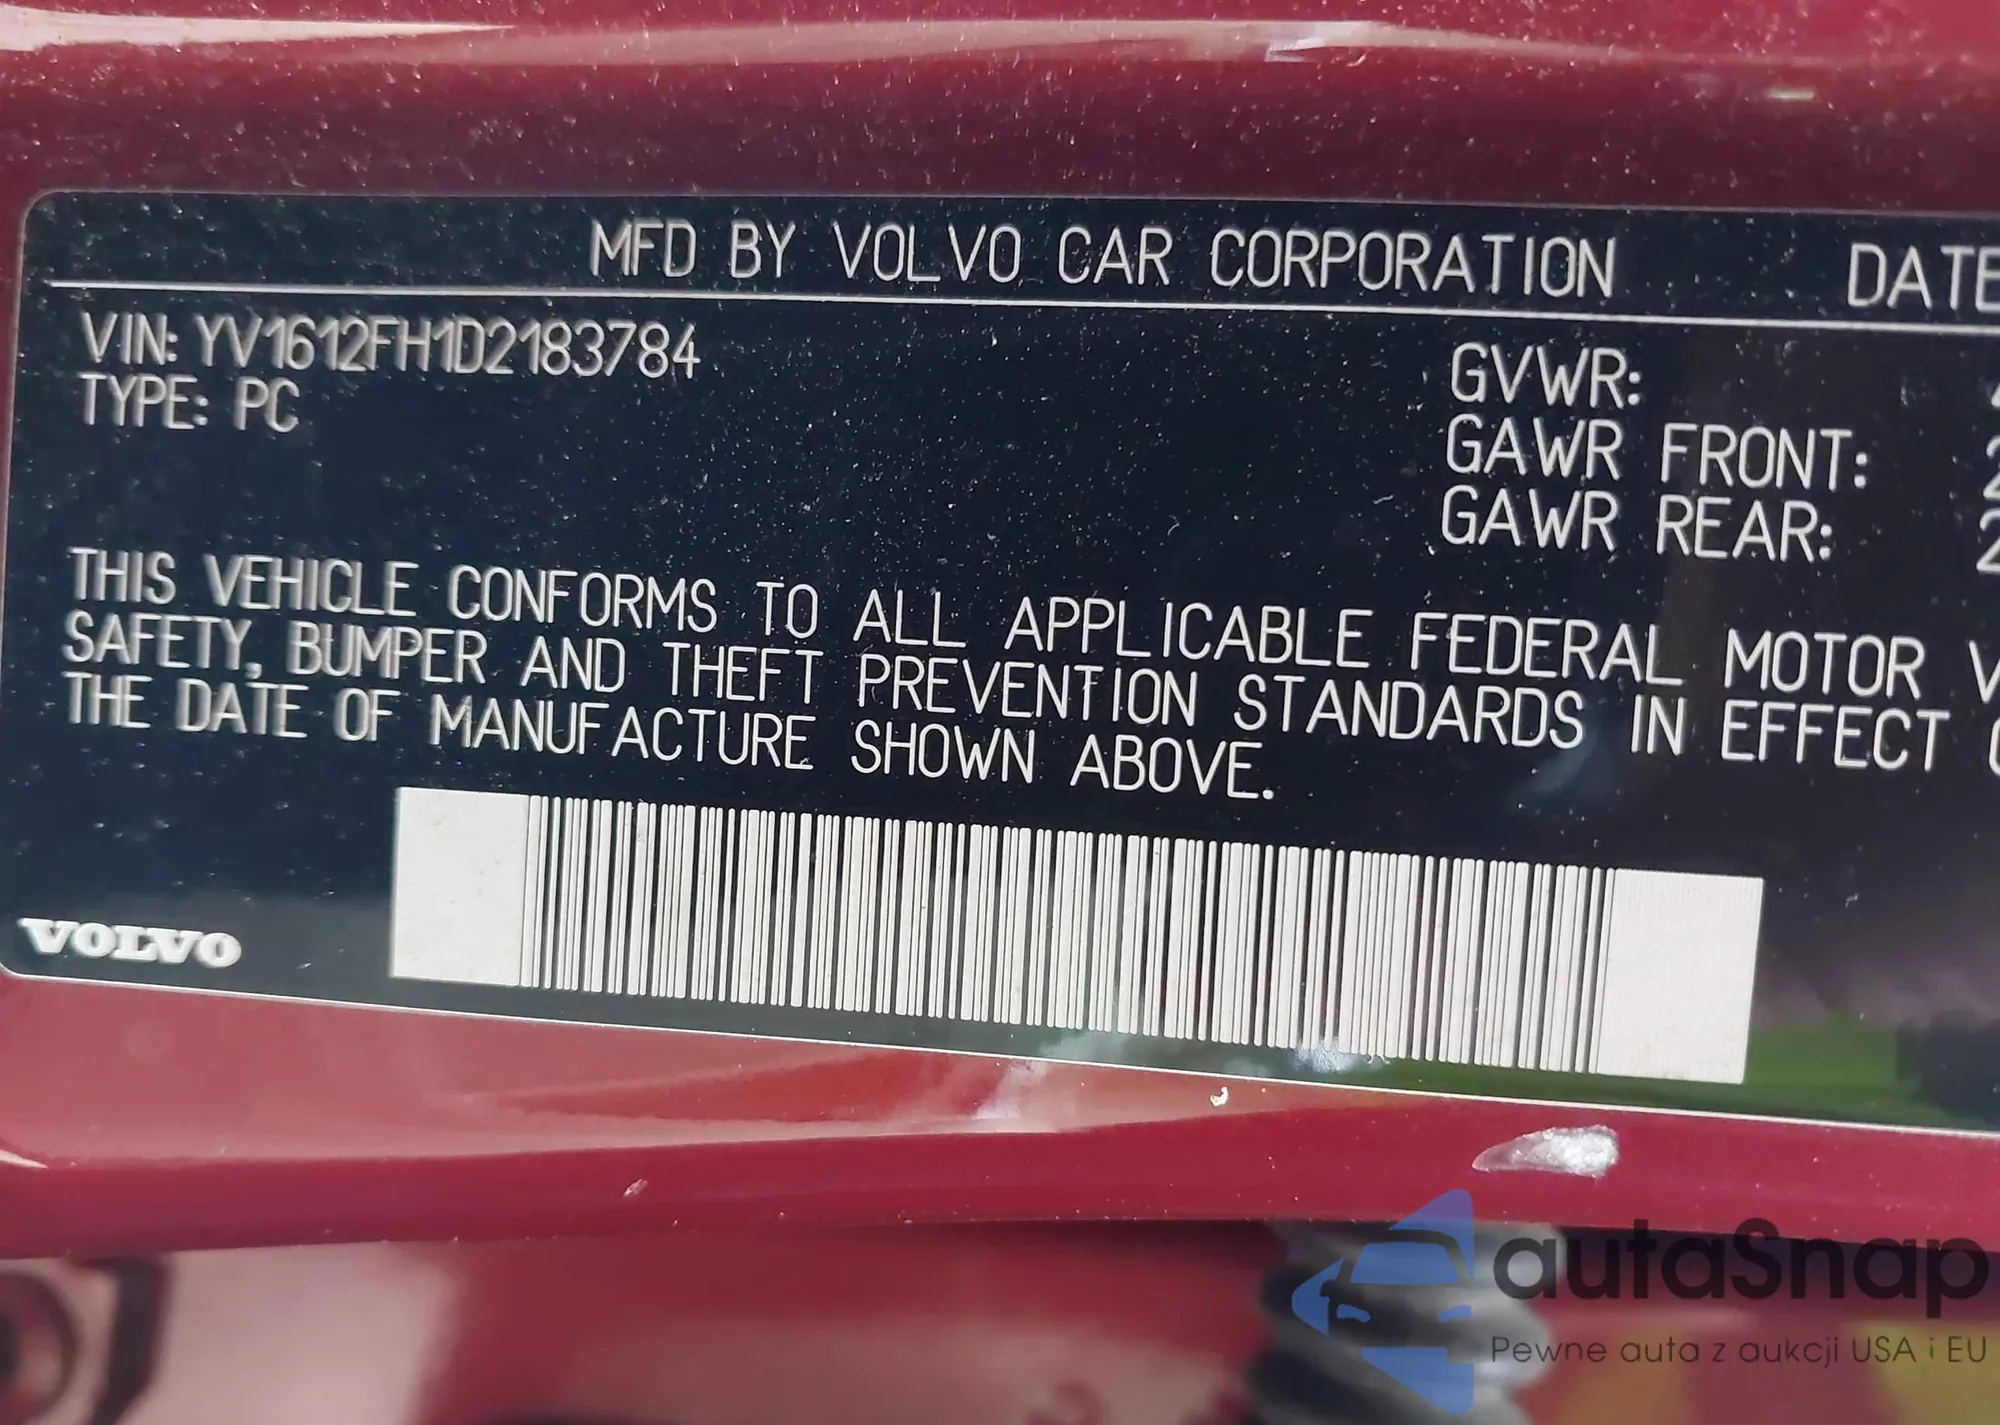 MFD BY VOLVO CAR CORPORATION DATE
VIN: YV1612FH1D2183784
TYPE: PC
GVWR:
GAWR FRONT: 2
GAWR REAR: 2
THIS VEHICLE CONFORMS TO ALL APPLICABLE FEDERAL MOTOR V
SAFETY, BUMPER AND THEFT PREVENTION STANDARDS IN EFFECT
THE DATE OF MANUFACTURE SHOWN ABOVE.
VOLVO
autaSnap
Pewne auta z aukcji USA i EU